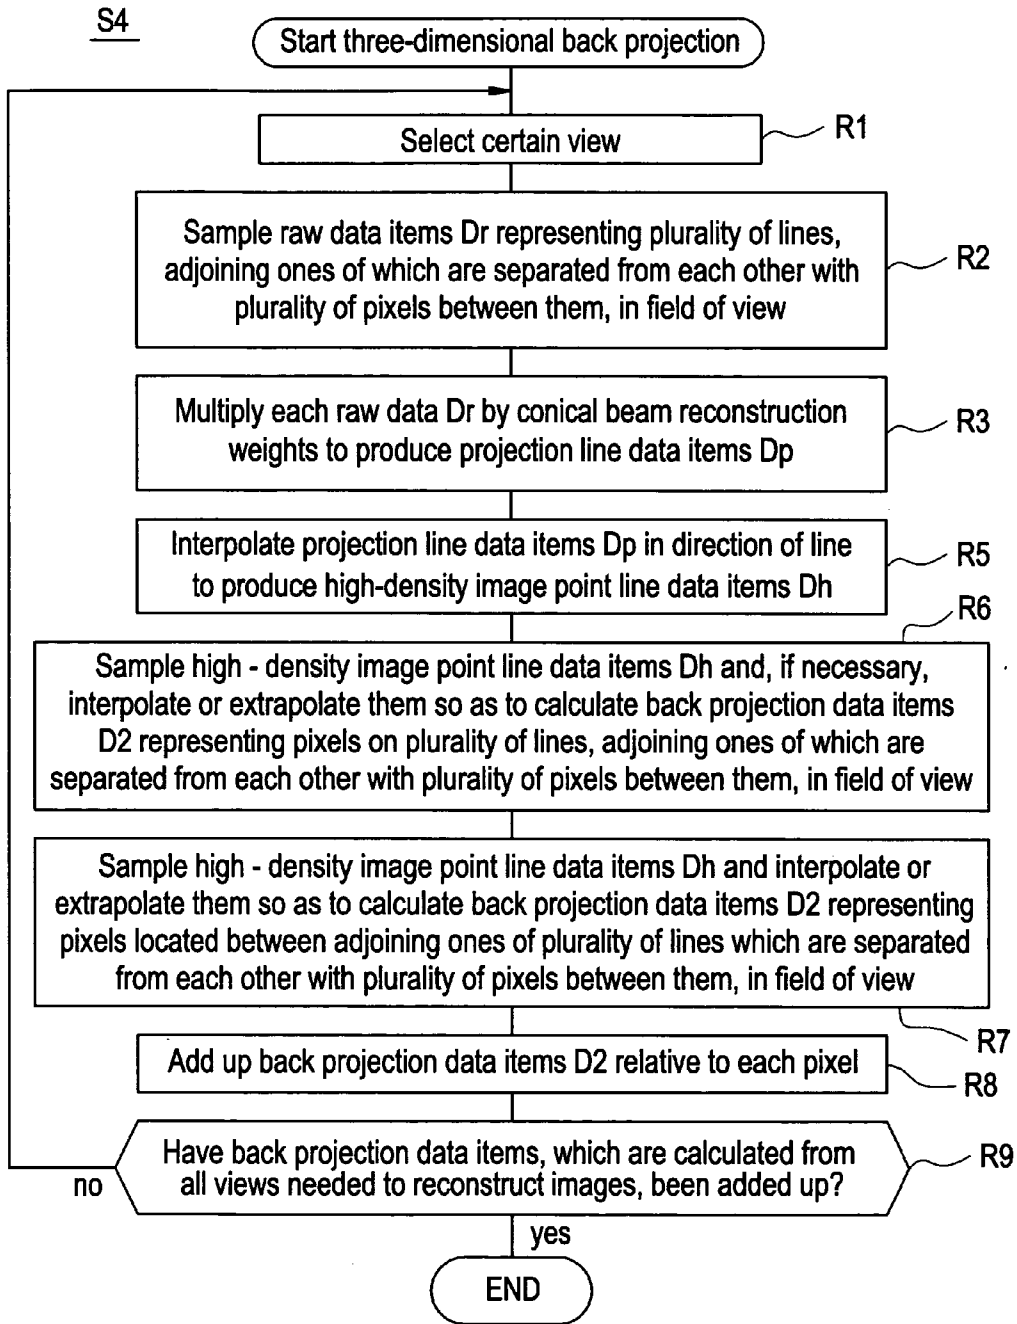 S4
Start three-dimensional back projection
Select certain view
R1
Sample raw data items Dr representing plurality of lines,
adjoining ones of which are separated from each other with
plurality of pixels between them, in field of view
R2
Multiply each raw data Dr by conical beam reconstruction
weights to produce projection line data items Dp
R3
Interpolate projection line data items Dp in direction of line
to produce high-density image point line data items Dh
R5
R6
Sample high - density image point line data items Dh and, if necessary,
interpolate or extrapolate them so as to calculate back projection data items
D2 representing pixels on plurality of lines, adjoining ones of which are
separated from each other with plurality of pixels between them, in field of view
Sample high - density image point line data items Dh and interpolate or
extrapolate them so as to calculate back projection data items D2 representing
pixels located between adjoining ones of plurality of lines which are separated
from each other with plurality of pixels between them, in field of view
R7
Add up back projection data items D2 relative to each pixel
R8
Have back projection data items, which are calculated from
all views needed to reconstruct images, been added up?
R9
no
yes
END